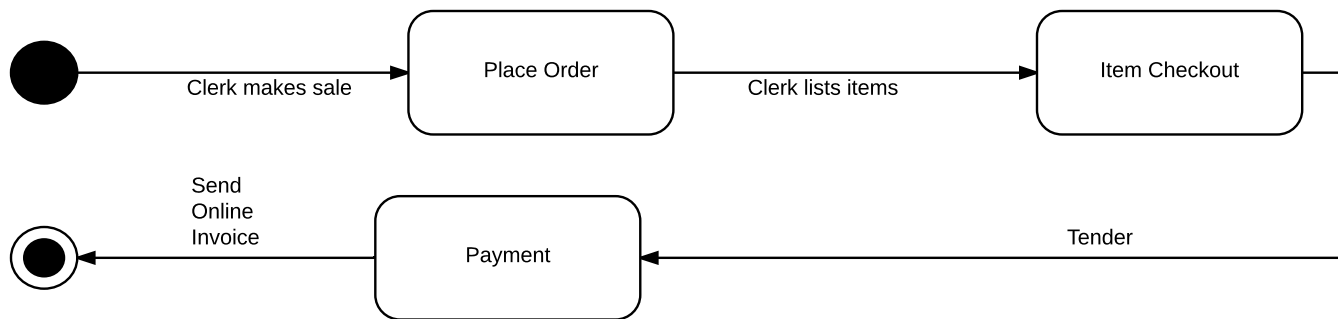 Place Order
Item Checkout
Clerk makes sale
Clerk lists items
Send
Online
Invoice
Tender
Payment